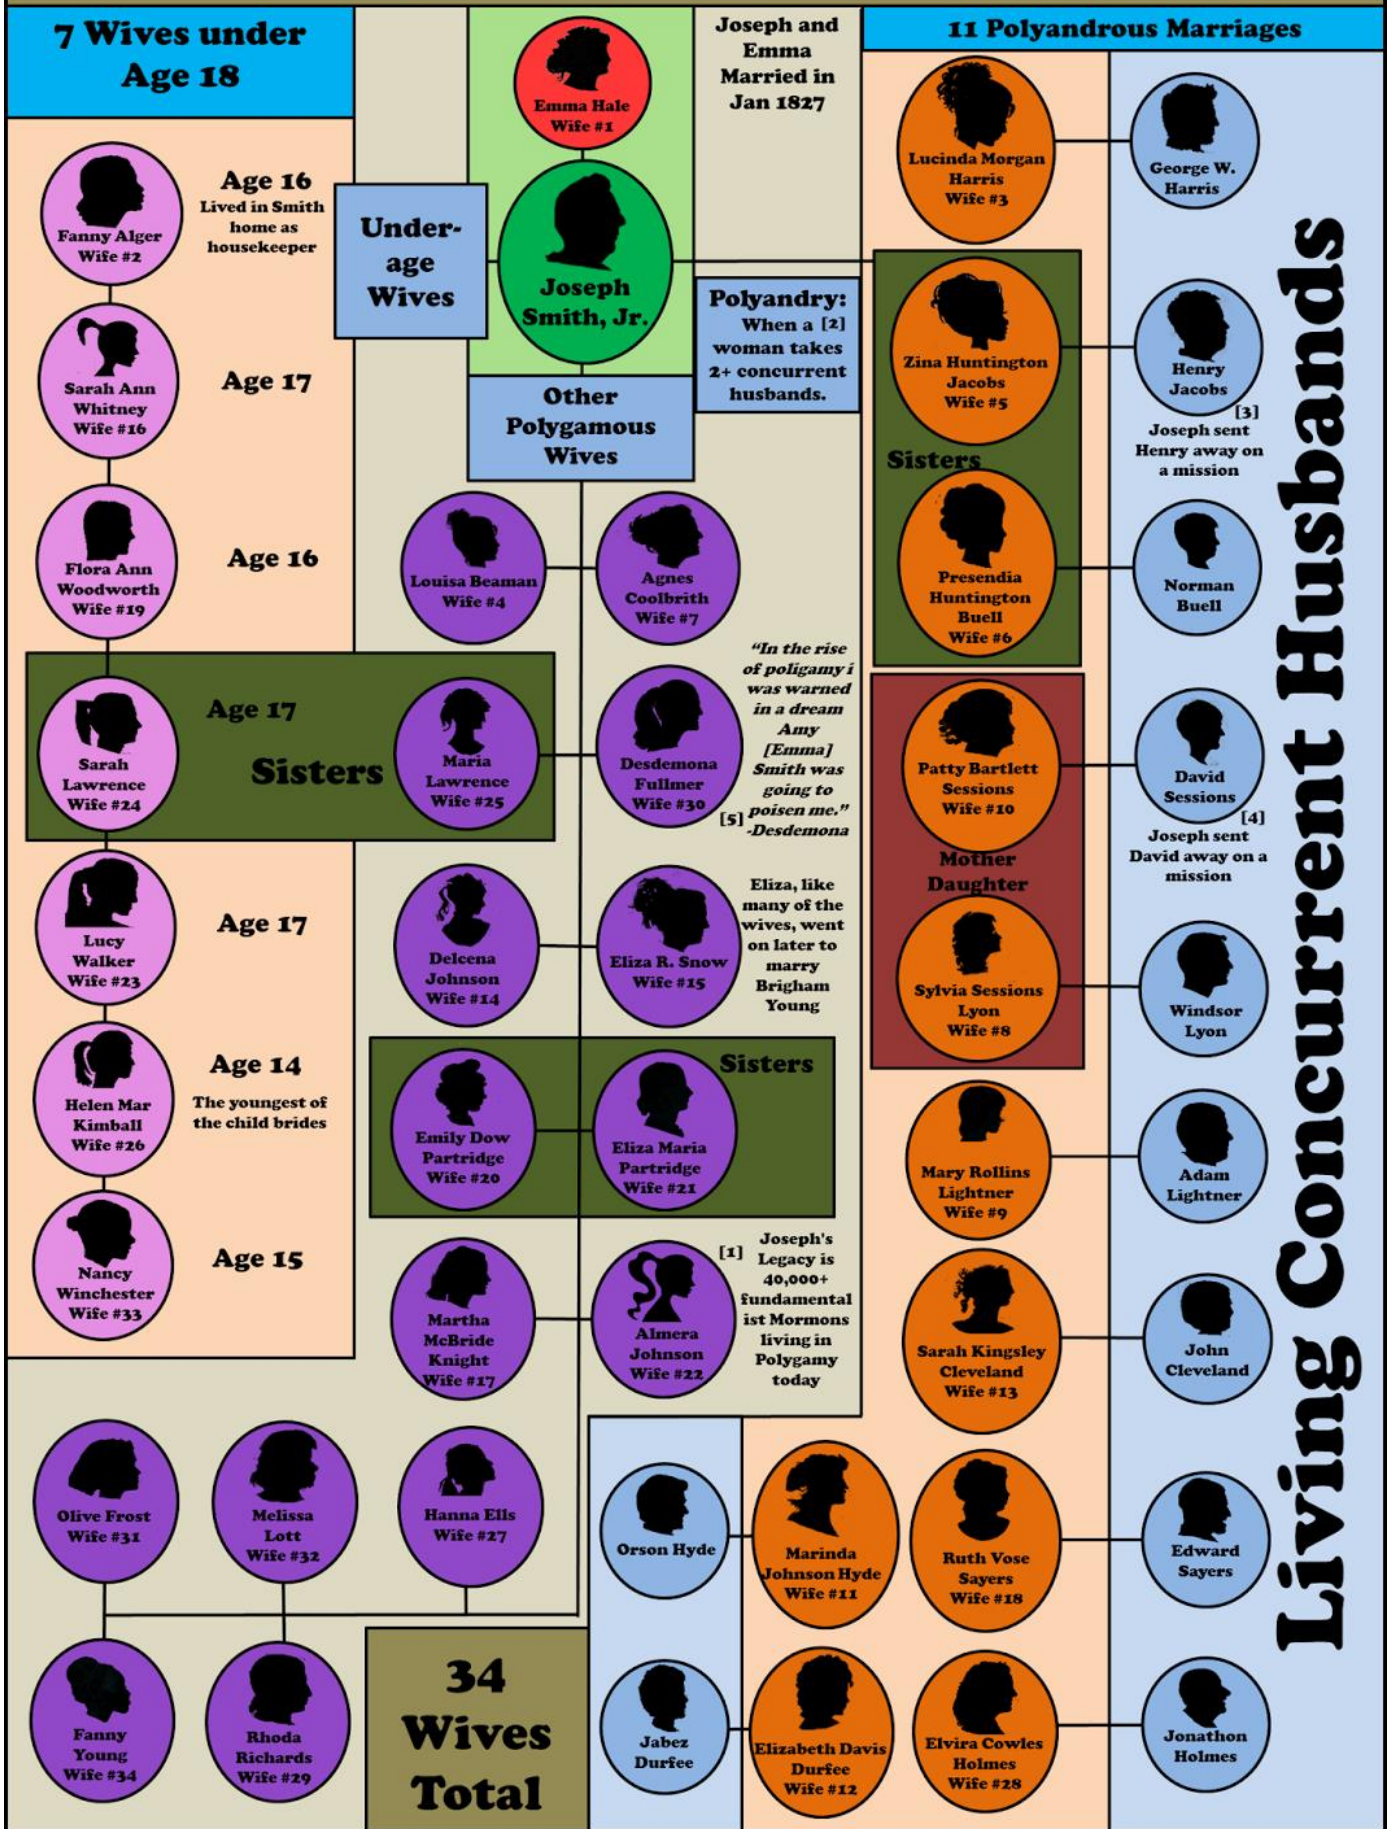 7 Wives under
Age 18
Fanny Alger
Wife #2
Age 16
Lived in Smith
home as
housekeeper
Sarah Ann
Whitney
Wife #16
Age 17
Flora Ann
Woodworth
Wife #19
Age 16
Sarah
Lawrence
Wife #24
Age 17
Sisters
Maria
Lawrence
Wife #25
Lucy
Walker
Wife #23
Age 17
Helen Mar
Kimball
Wife #26
Age 14
The youngest of
the child brides
Nancy
Winchester
Wife #33
Age 15
Emma Hale
Wife #1
Joseph
Smith, Jr.
Joseph and
Emma
Married in
Jan 1827
Under-
age
Wives
Polyandry:
When a [2]
woman takes
2+ concurrent
husbands.
Other
Polygamous
Wives
Louisa Beaman
Wife #4
Agnes
Coolbrith
Wife #7
Desdemona
Fullmer
Wife #30
[5]
"In the rise
of poligamy i
was warned
in a dream
Amy
[Emma]
Smith was
going to
poisen me."
-Desdemona
Delcena
Johnson
Wife #14
Eliza R. Snow
Wife #15
Eliza, like
many of the
wives, went
on later to
marry
Brigham
Young
Sisters
Emily Dow
Partridge
Wife #20
Eliza Maria
Partridge
Wife #21
Martha
McBride
Knight
Wife #17
Almera
Johnson
Wife #22
[1]
Joseph's
Legacy is
40,000+
fundamental
ist Mormons
living in
Polygamy
today
Olive Frost
Wife #31
Melissa
Lott
Wife #32
Hanna Ells
Wife #27
Fanny
Young
Wife #34
Rhoda
Richards
Wife #29
34
Wives
Total
11 Polyandrous Marriages
Lucinda Morgan
Harris
Wife #3
George W.
Harris
Zina Huntington
Jacobs
Wife #5
Henry
Jacobs
[3]
Joseph sent
Henry away on
a mission
Sisters
Presendia
Huntington
Buell
Wife #6
Norman
Buell
Patty Bartlett
Sessions
Wife #10
David
Sessions
[4]
Joseph sent
David away on a
mission
Mother
Daughter
Sylvia Sessions
Lyon
Wife #8
Windsor
Lyon
Mary Rollins
Lightner
Wife #9
Adam
Lightner
Sarah Kingsley
Cleveland
Wife #13
John
Cleveland
Orson Hyde
Marinda
Johnson Hyde
Wife #11
Ruth Vose
Sayers
Wife #18
Edward
Sayers
Jabez
Durfee
Elizabeth Davis
Durfee
Wife #12
Elvira Cowles
Holmes
Wife #28
Jonathon
Holmes
Living Concurrent Husbands